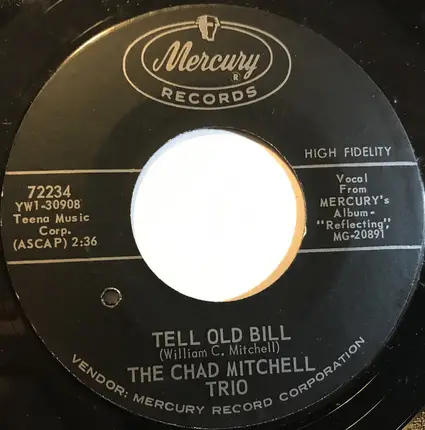 Mercury
®
RECORDS
HIGH FIDELITY
72234
YW1-30908
Teena Music
Corp.
(ASCAP) 2:36
Vocal
From
MERCURY's
Album-
"Reflecting",
MG-20891
TELL OLD BILL
(William C. Mitchell)
THE CHAD MITCHELL
TRIO
VENDOR: MERCURY RECORD CORPORATION